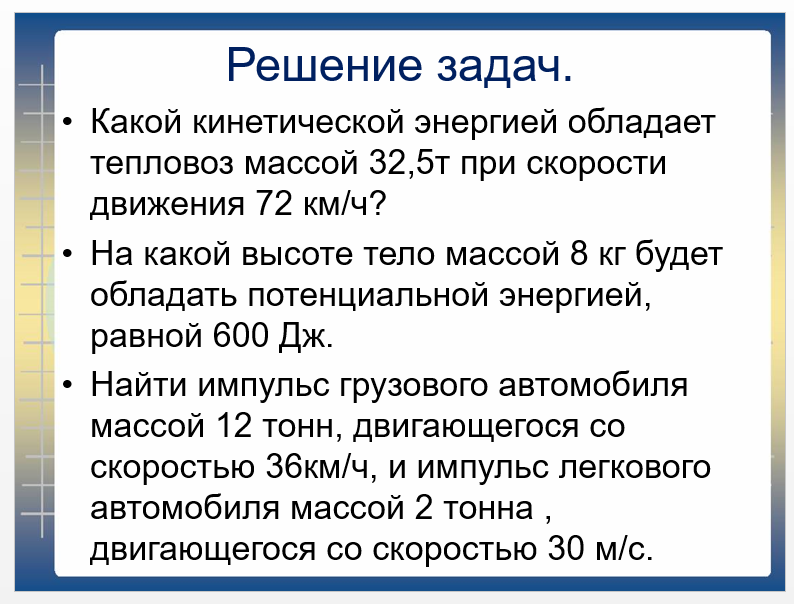 Решение задач.
• Какой кинетической энергией обладает
тепловоз массой 32,5т при скорости
движения 72 км/ч?
• На какой высоте тело массой 8 кг будет
обладать потенциальной энергией,
равной 600 Дж.
• Найти импульс грузового автомобиля
массой 12 тонн, двигающегося со
скоростью 36км/ч, и импульс легкового
автомобиля массой 2 тонна ,
двигающегося со скоростью 30 м/с.